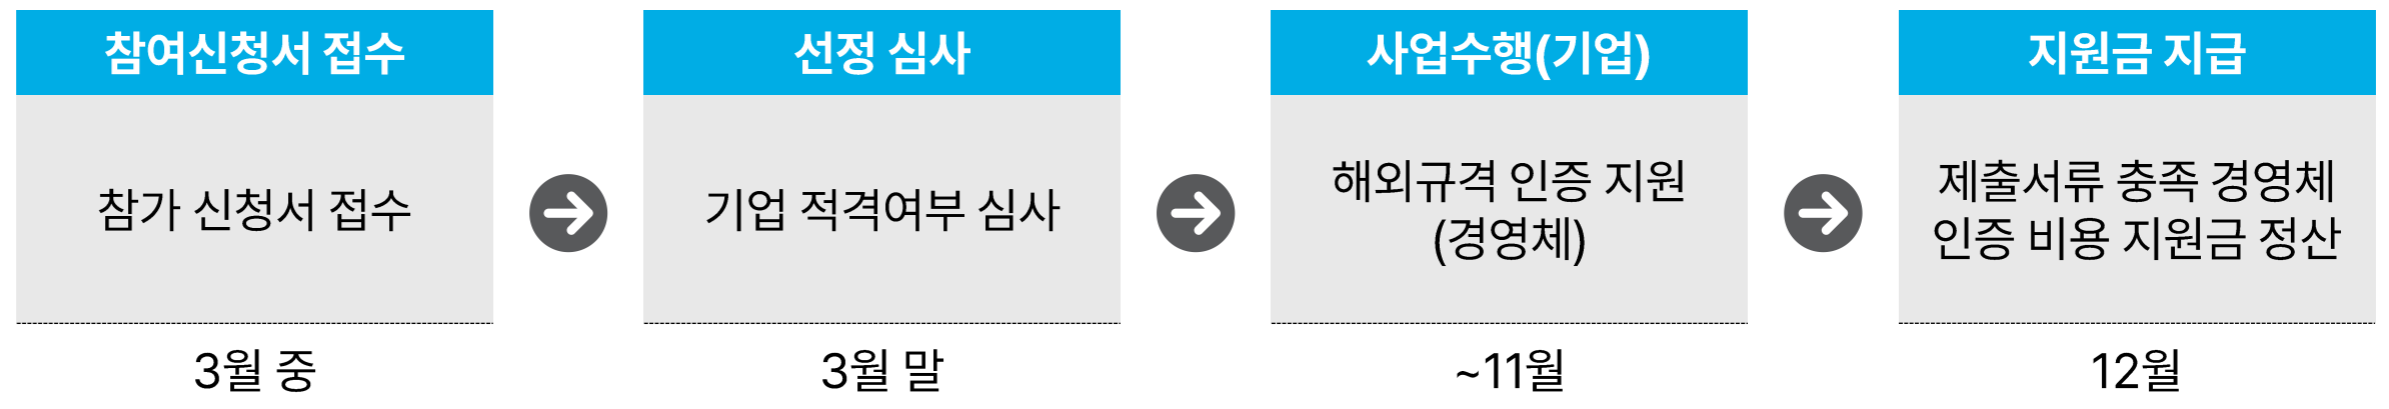 참여신청서 접수
참가 신청서 접수
3월 중
선정 심사
기업 적격여부 심사
3월 말
사업수행(기업)
해외규격 인증 지원
(경영체)
~11월
지원금 지급
제출서류 충족 경영체
인증 비용 지원금 정산
12월